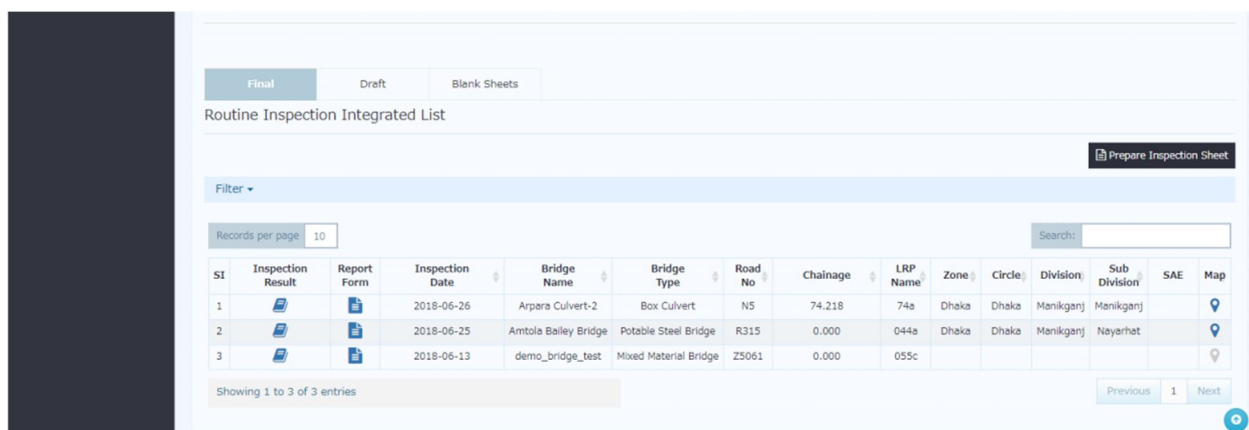 Final Draft Blank Sheets
Routine Inspection Integrated List
Prepare Inspection Sheet
Filter
Records per page 10 Search:
SI Inspection Result Report Form Inspection Date Bridge Name Bridge Type Road No Chainage LRP Name Zone Circle Division Sub Division SAE Map
1 2018-06-26 Arpara Culvert-2 Box Culvert N5 74.218 74a Dhaka Dhaka Manikganj Manikganj
2 2018-06-25 Amtola Bailey Bridge Potable Steel Bridge R315 0.000 044a Dhaka Dhaka Manikganj Nayarhat
3 2018-06-13 demo_bridge_test Mixed Material Bridge Z5061 0.000 055c
Showing 1 to 3 of 3 entries Previous 1 Next